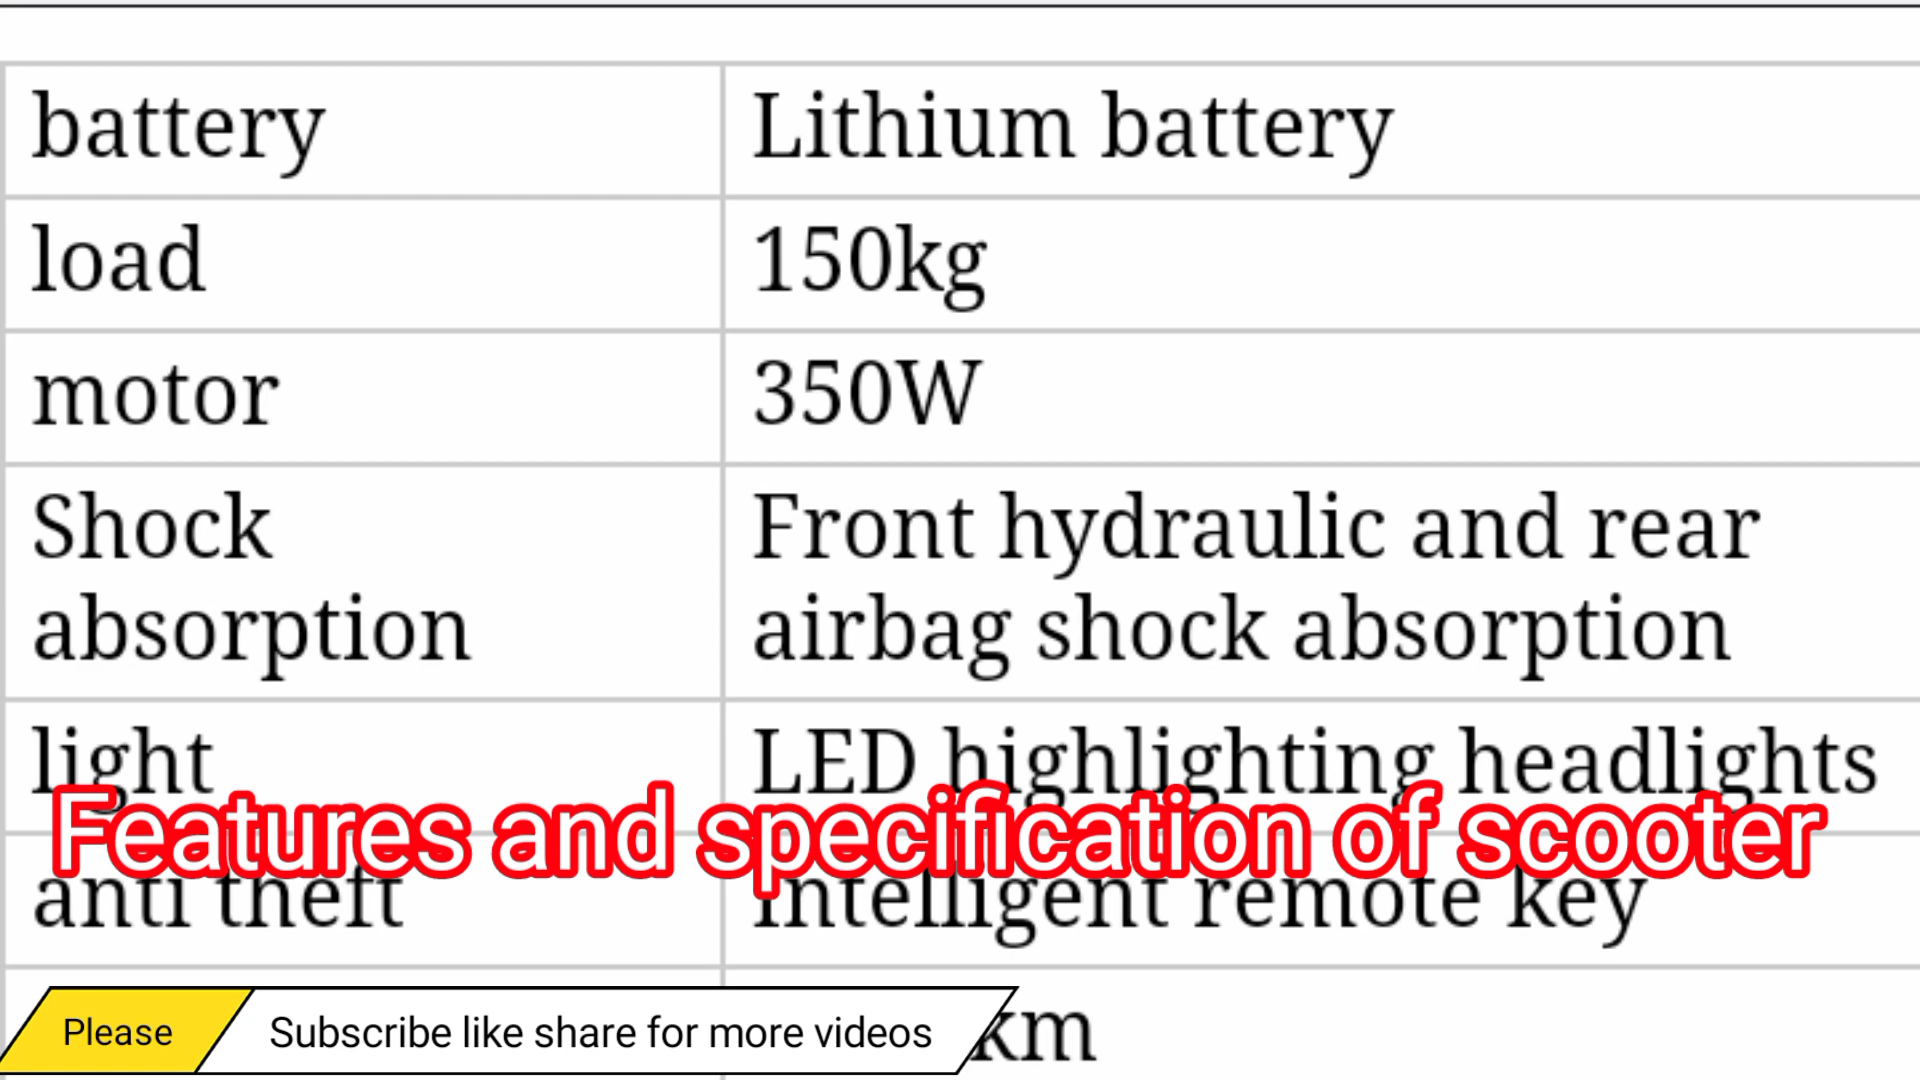 battery Lithium battery
load 150kg
motor 350W
Shock Front hydraulic and rear
absorption airbag shock absorption
light LED highlighting headlights
Features and specification of scooter
anti theft intelligent remote key
km
Please Subscribe like share for more videos